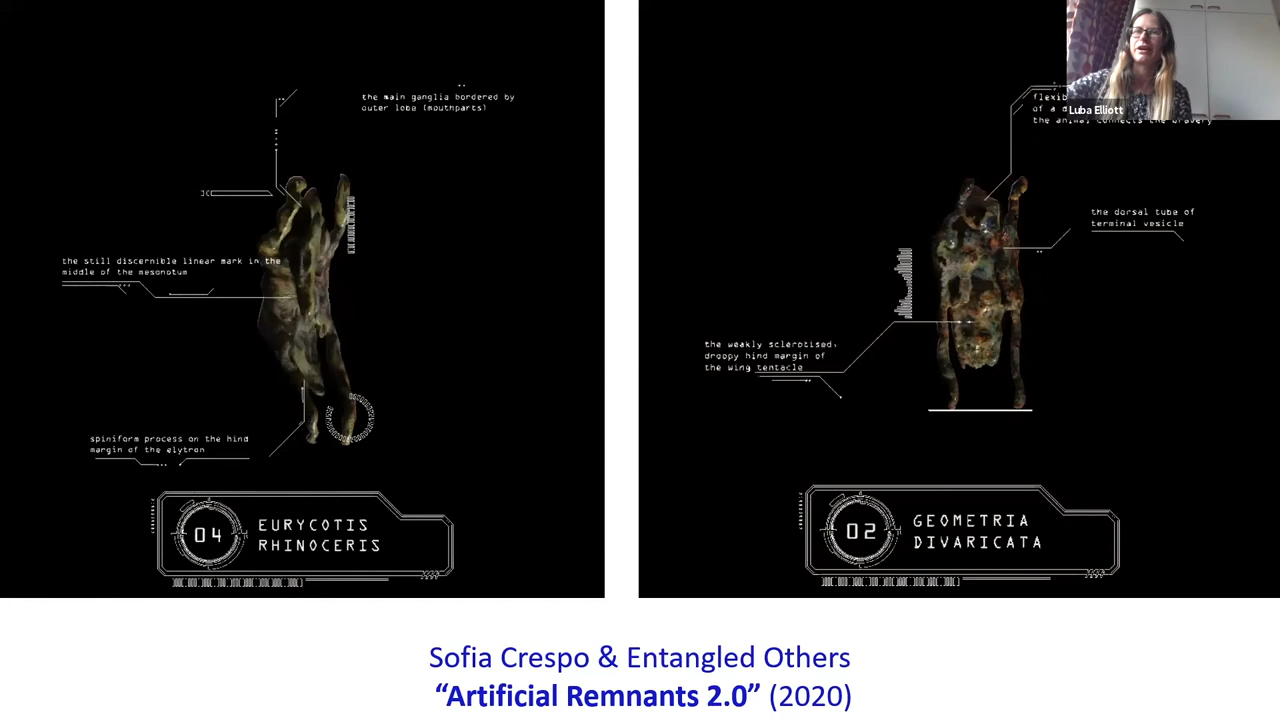 the main ganglia bordered by
outer lobe (mouthparts)
the still discernible linear mark in the
middle of the mesonotum
spiniform process on the hind
margin of the elytron
04
EURYCOTIS
RHINOCERIS
Luba Elliott
the dorsal tube of
terminal vesicle
the weakly sclerotised,
droopy hind margin of
the wing tentacle
02
GEOMETRIA
DIVARICATA
Sofia Crespo & Entangled Others
“Artificial Remnants 2.0” (2020)